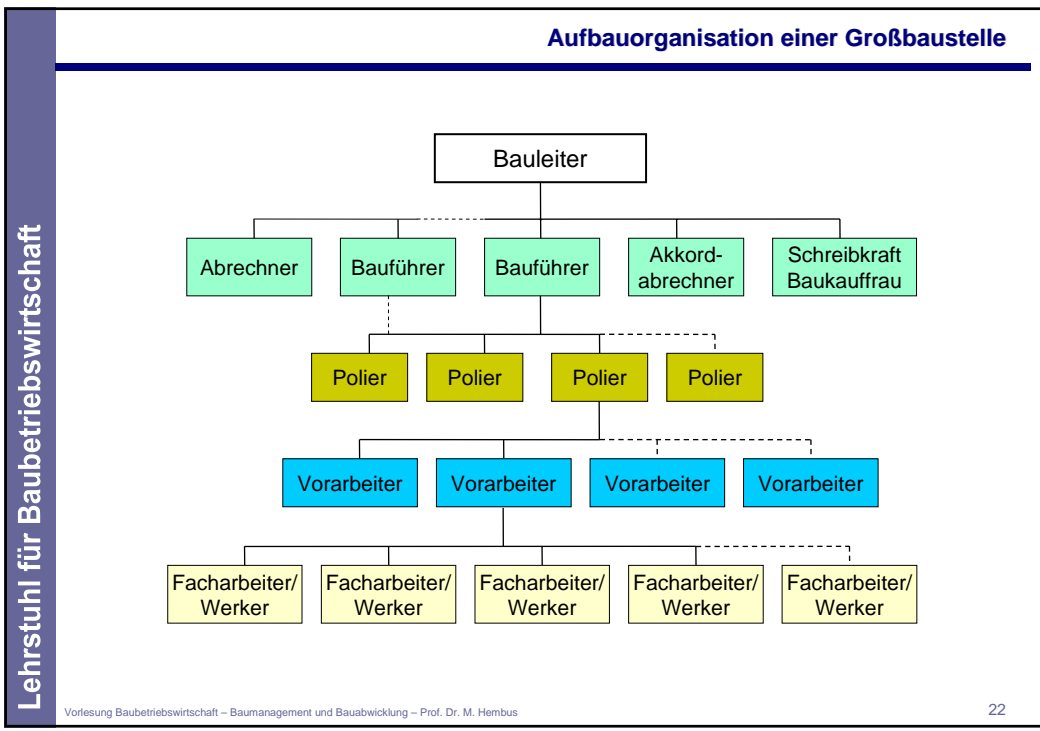 Aufbauorganisation einer Großbaustelle
Lehrstuhl für Baubetriebswirtschaft
Bauleiter
Abrechner
Bauführer
Bauführer
Akkord-
abrechner
Schreibkraft
Baukauffrau
Polier
Polier
Polier
Polier
Vorarbeiter
Vorarbeiter
Vorarbeiter
Vorarbeiter
Facharbeiter/
Werker
Facharbeiter/
Werker
Facharbeiter/
Werker
Facharbeiter/
Werker
Facharbeiter/
Werker
Vorlesung Baubetriebswirtschaft – Baumanagement und Bauabwicklung – Prof. Dr. M. Hembus
22